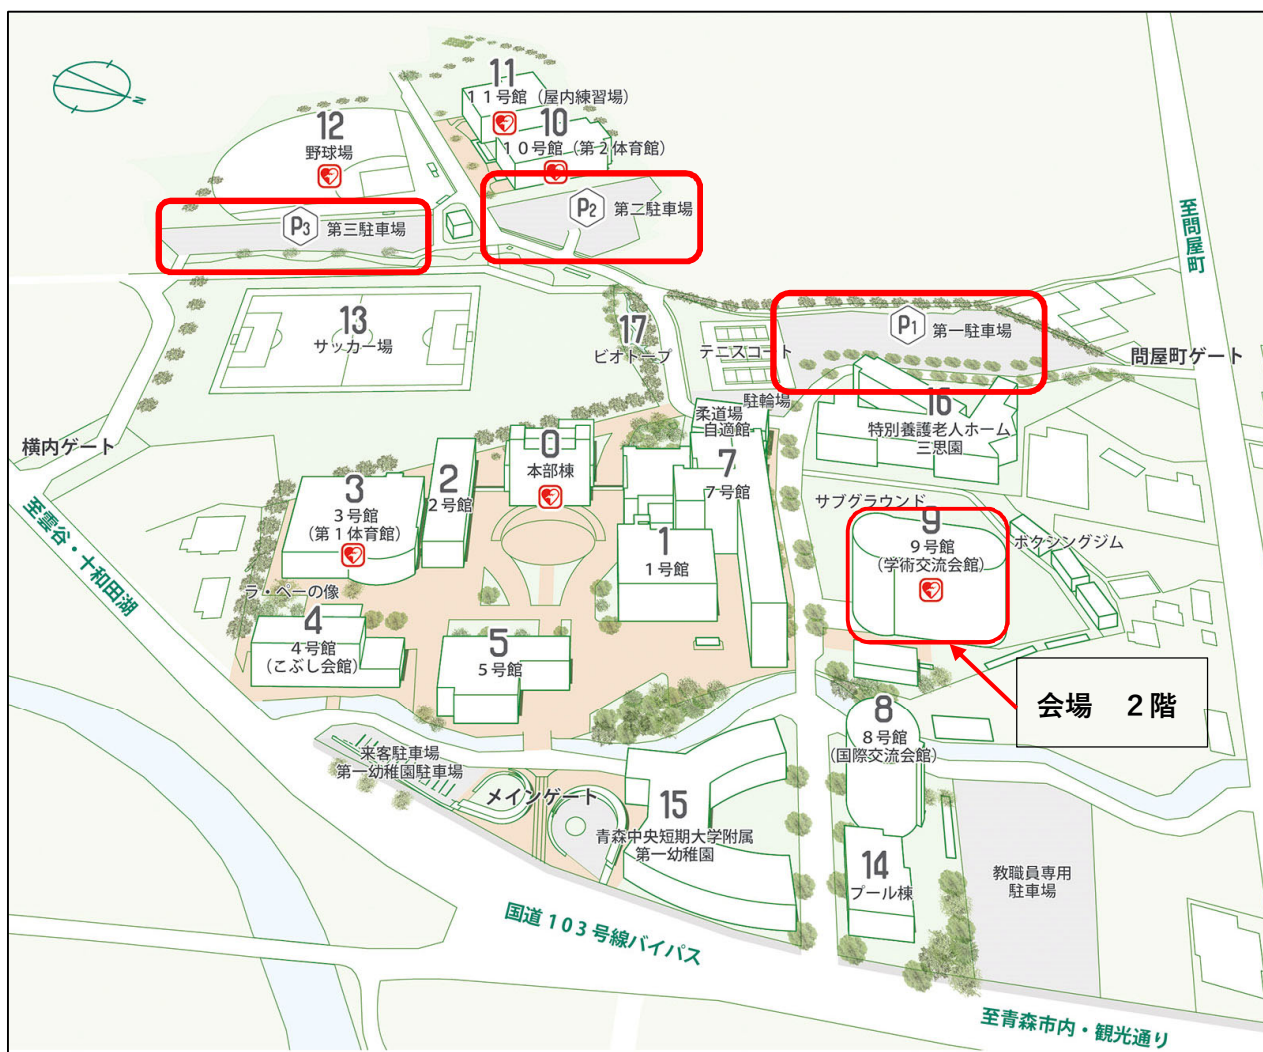 N
11
11号館（屋内練習場）
10
10号館（第2体育館）
12
野球場
P3 第三駐車場
P2 第二駐車場
至問屋町
13
サッカー場
17
ビオトープ
テニスコート
P1 第一駐車場
問屋町ゲート
駐輪場
柔道場
自適館
16
特別養護老人ホーム
三思園
横内ゲート
至雲谷・十和田湖
0
本部棟
2
2号館
3
3号館
（第1体育館）
7
7号館
1
1号館
サブグラウンド
9
9号館
（学術交流会館）
ボクシングジム
ラ・ペーの像
4
4号館
（こぶし会館）
5
5号館
会場　2階
8
8号館
（国際交流会館）
来客駐車場
第一幼稚園駐車場
メインゲート
15
青森中央短期大学附属
第一幼稚園
14
プール棟
教職員専用
駐車場
国道103号線バイパス
至青森市内・観光通り